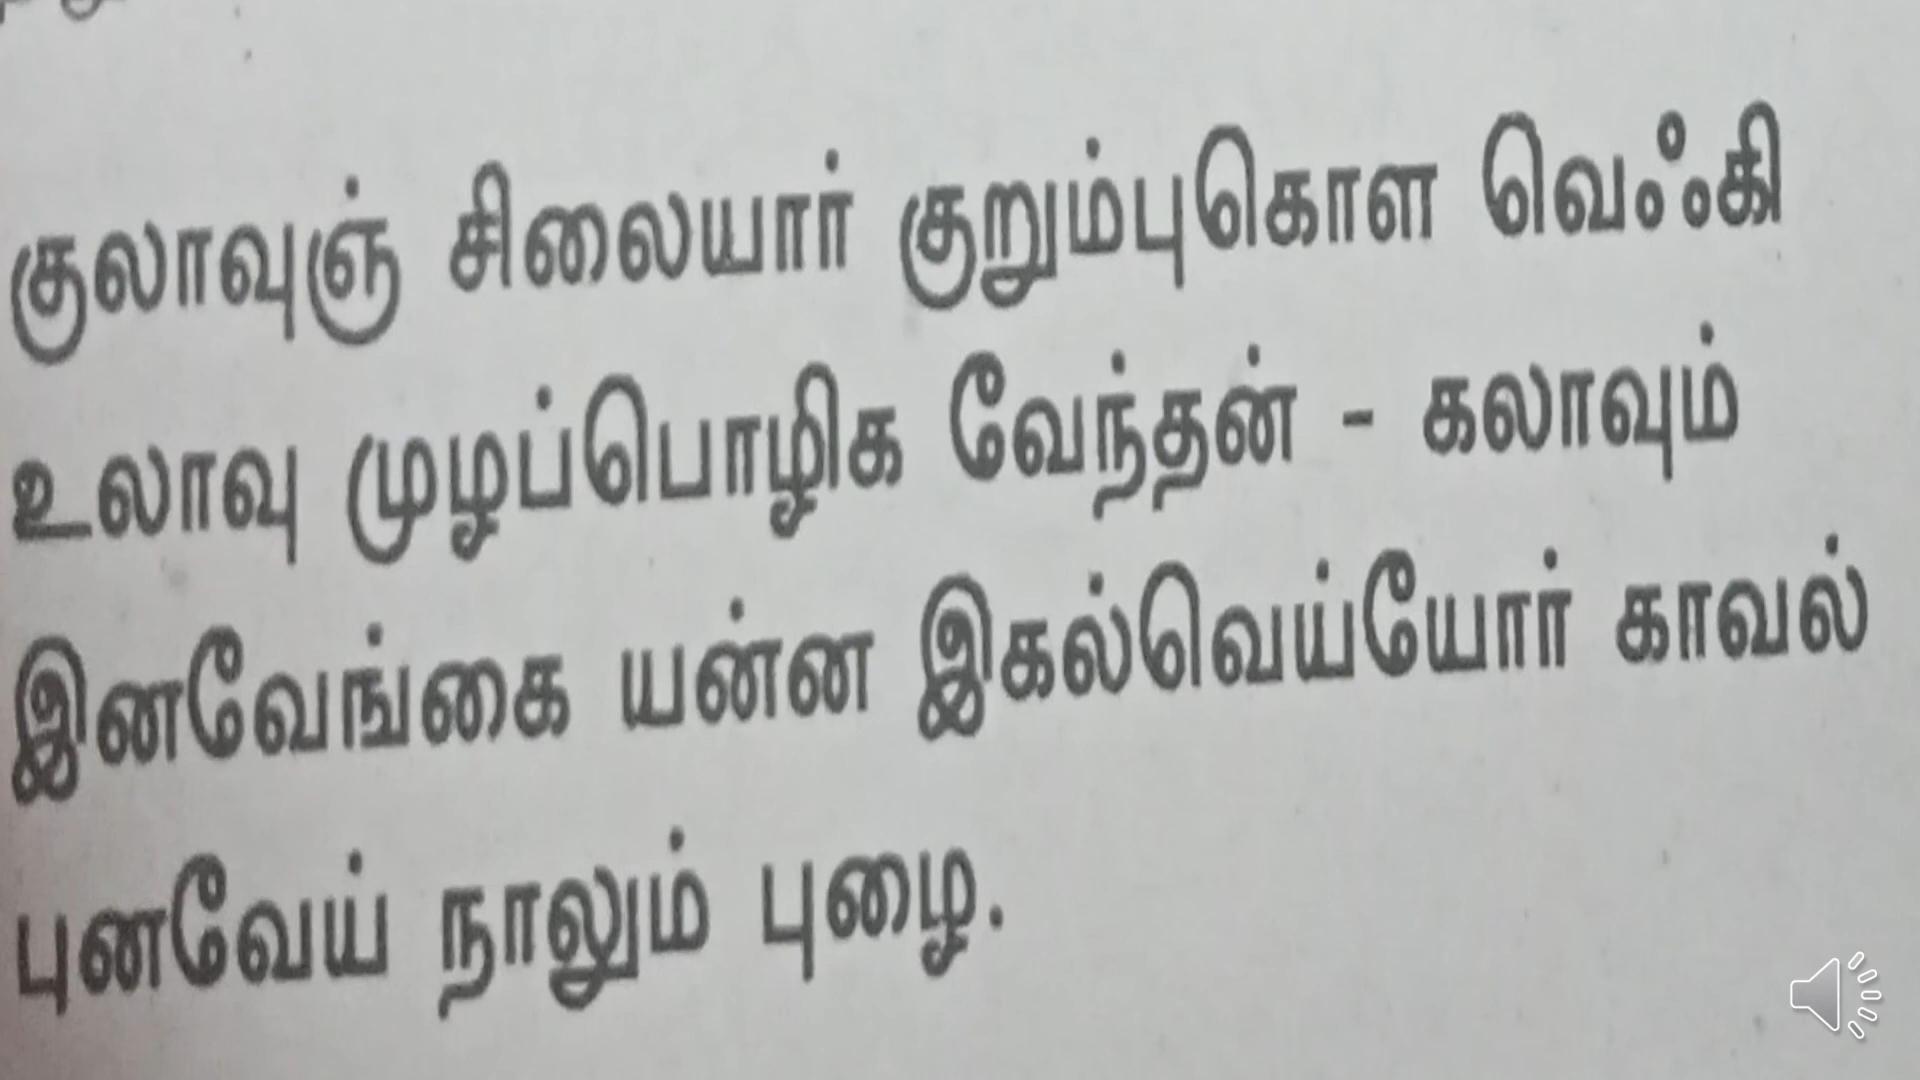 குலாவுஞ் சிலையார் குறும்புகொள வெஃகி
உலாவு முழப்பொழிக வேந்தன் - கலாவும்
இனவேங்கை யன்ன இகல்வெய்யோர் காவல்
புனவேய் நாலும் புழை.